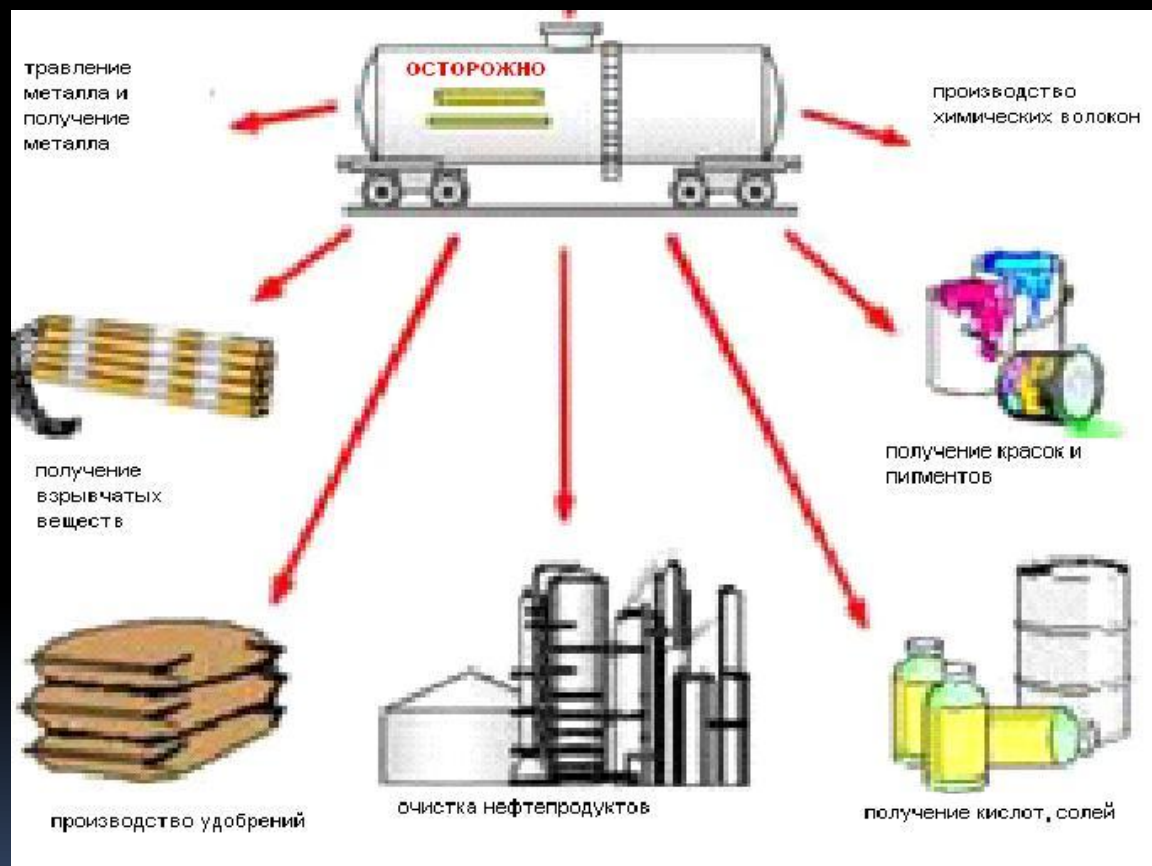 ОСТОРОЖНО
травление
металла и
получение
металла
производство
химических волокон
получение
взрывчатых
веществ
получение красок и
пигментов
производство удобрений
очистка нефтепродуктов
получение кислот, солей